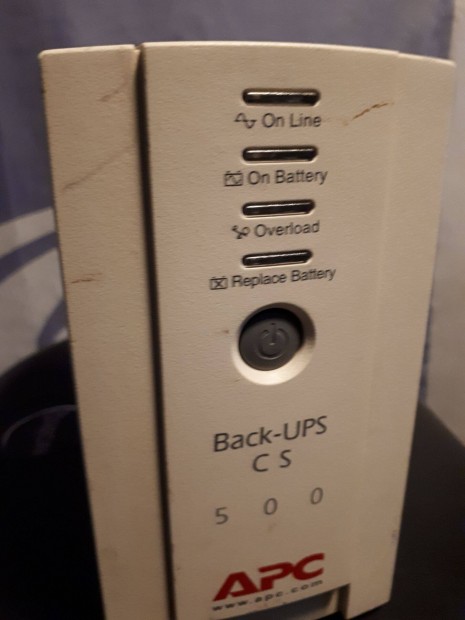 On Line
On Battery
Overload
Replace Battery
Back-UPS
CS
500
APC
www.apc.com